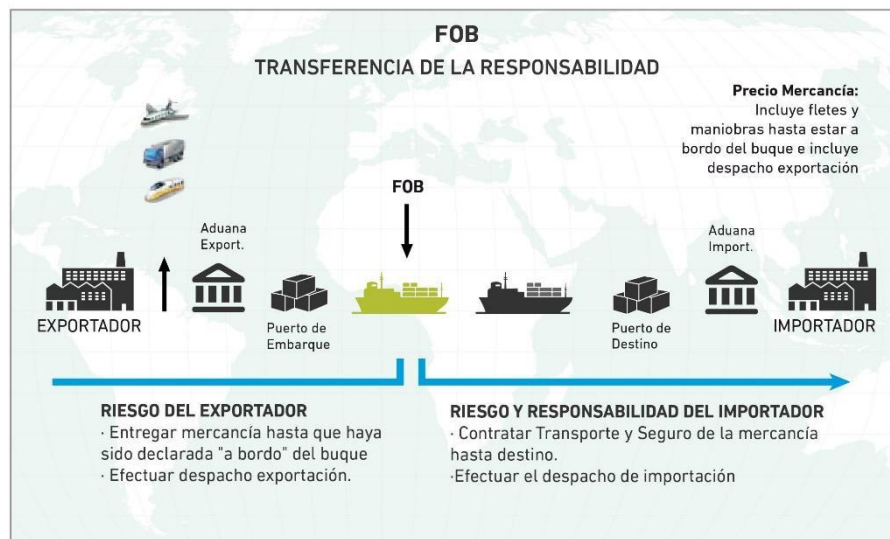 FOB
TRANSFERENCIA DE LA RESPONSABILIDAD
Precio Mercancía:
Incluye fletes y
maniobras hasta estar a
bordo del buque e incluye
despacho exportación
FOB
Aduana
Export.
Aduana
Import.
EXPORTADOR
Puerto de
Embarque
Puerto de
Destino
IMPORTADOR
RIESGO DEL EXPORTADOR
· Entregar mercancía hasta que haya
sido declarada "a bordo" del buque
· Efectuar despacho exportación.
RIESGO Y RESPONSABILIDAD DEL IMPORTADOR
· Contratar Transporte y Seguro de la mercancía
hasta destino.
·Efectuar el despacho de importación